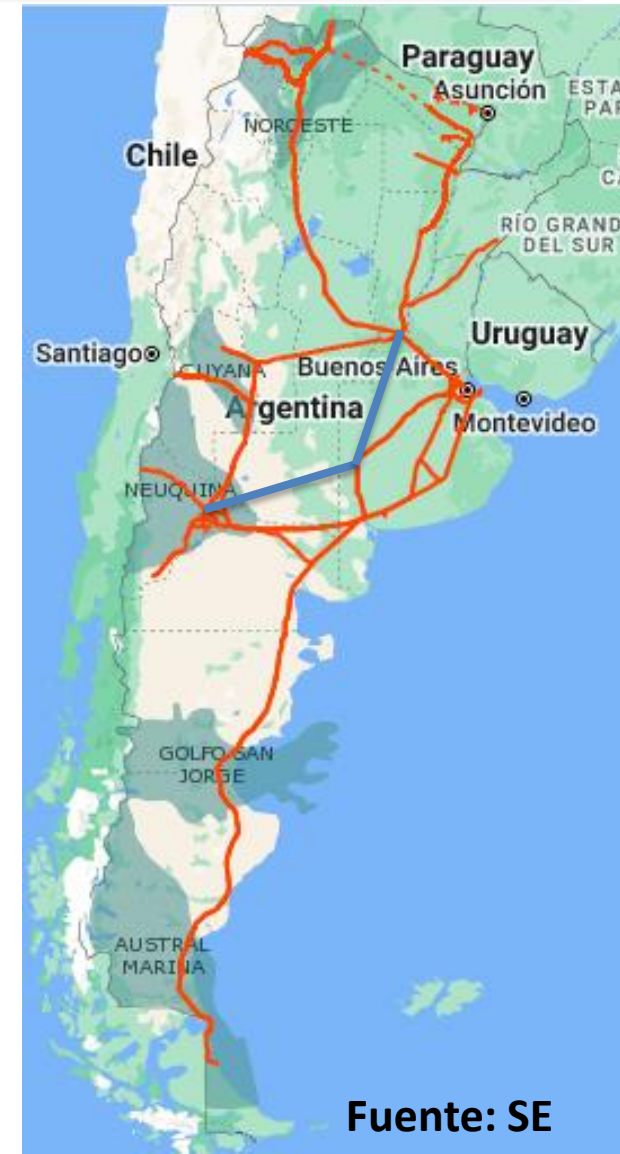 Paraguay
Asunción
ESTA
PAR
NOROESTE
Chile
C
RÍO GRAND
DEL SUR
Uruguay
Santiago
CUYANA
Buenos Aires
Argentina
Montevideo
NEUQUINA
GOLFO SAN
JORGE
AUSTRAL
MARINA
Fuente: SE